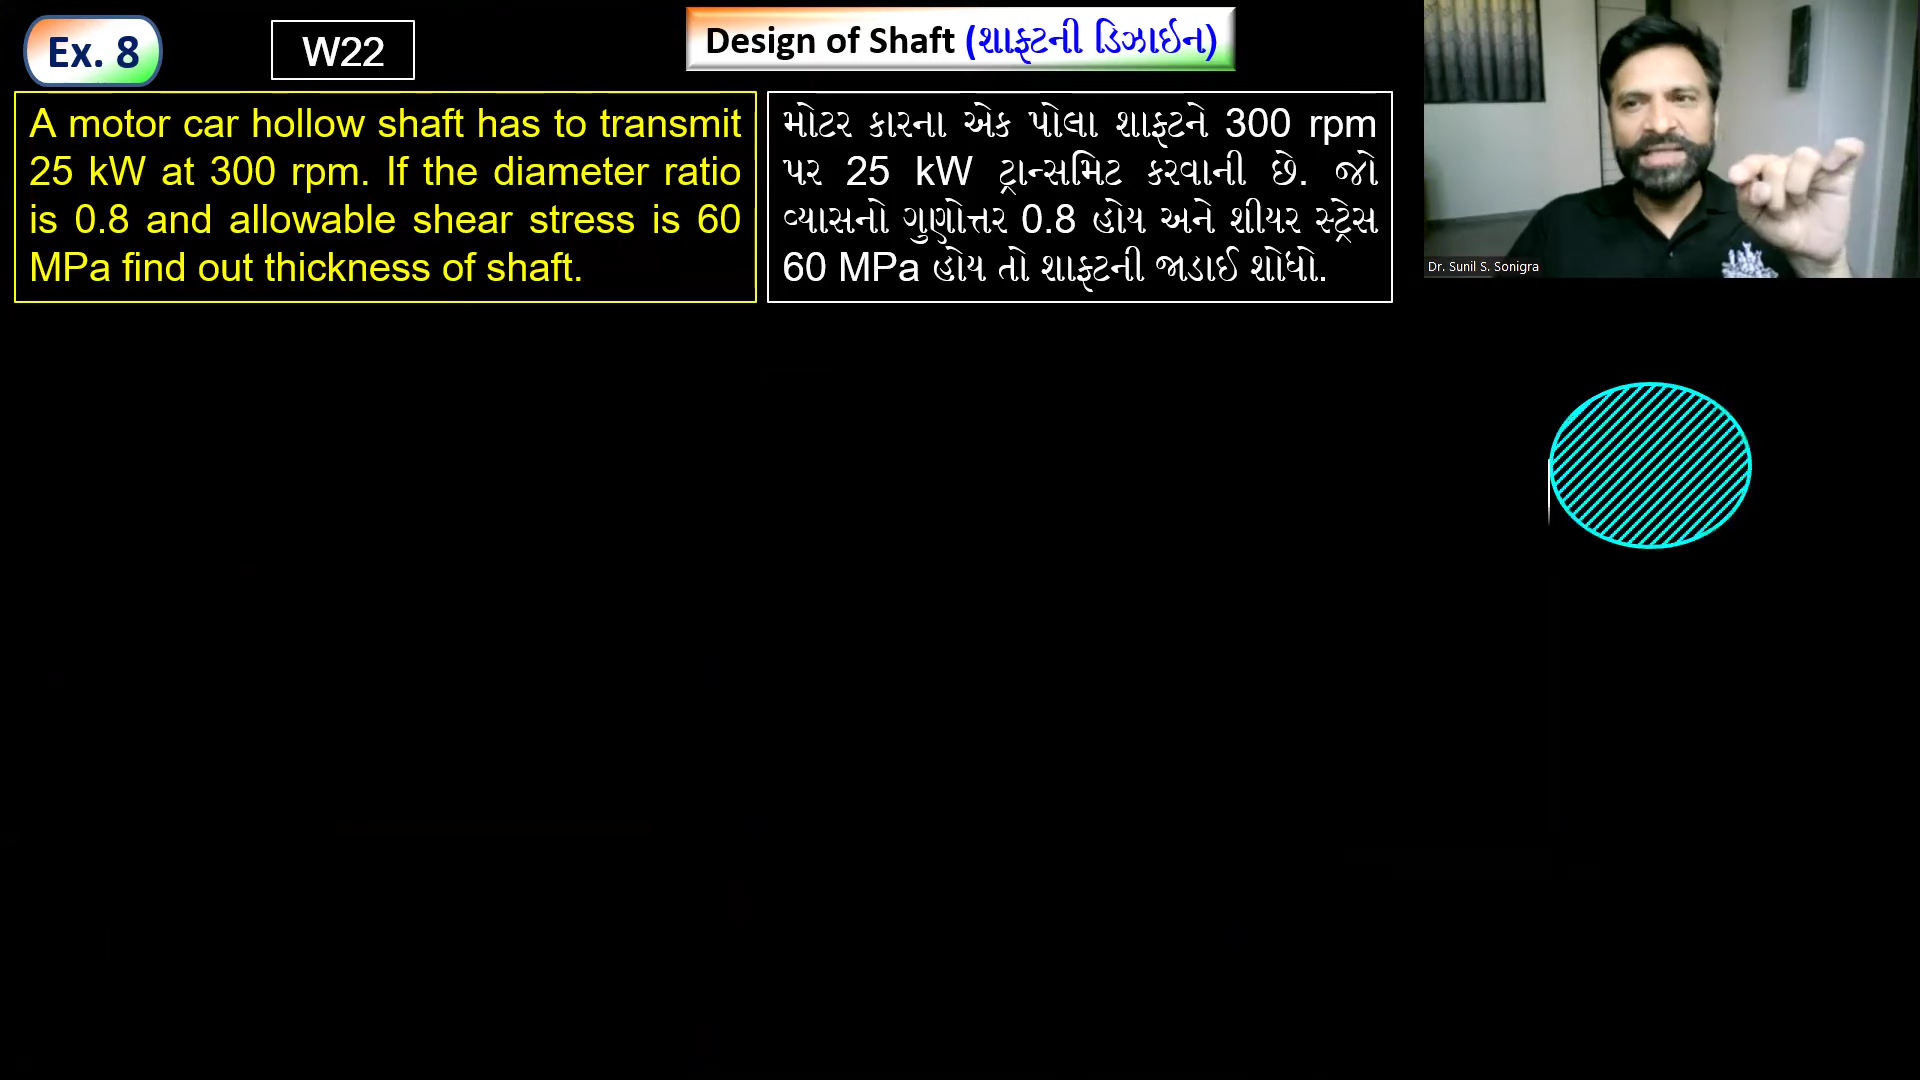 Ex. 8
W22
Design of Shaft (શાફ્ટની ડિઝાઈન)
A motor car hollow shaft has to transmit
25 kW at 300 rpm. If the diameter ratio
is 0.8 and allowable shear stress is 60
MPa find out thickness of shaft.
મોટર કારના એક પોલા શાફ્ટને 300 rpm
પર 25 kW ટ્રાન્સમિટ કરવાની છે. જો
વ્યાસનો ગુણોત્તર 0.8 હોય અને શીયર સ્ટ્રેસ
60 MPa હોય તો શાફ્ટની જાડાઈ શોધો.
Dr. Sunil S. Sonigra